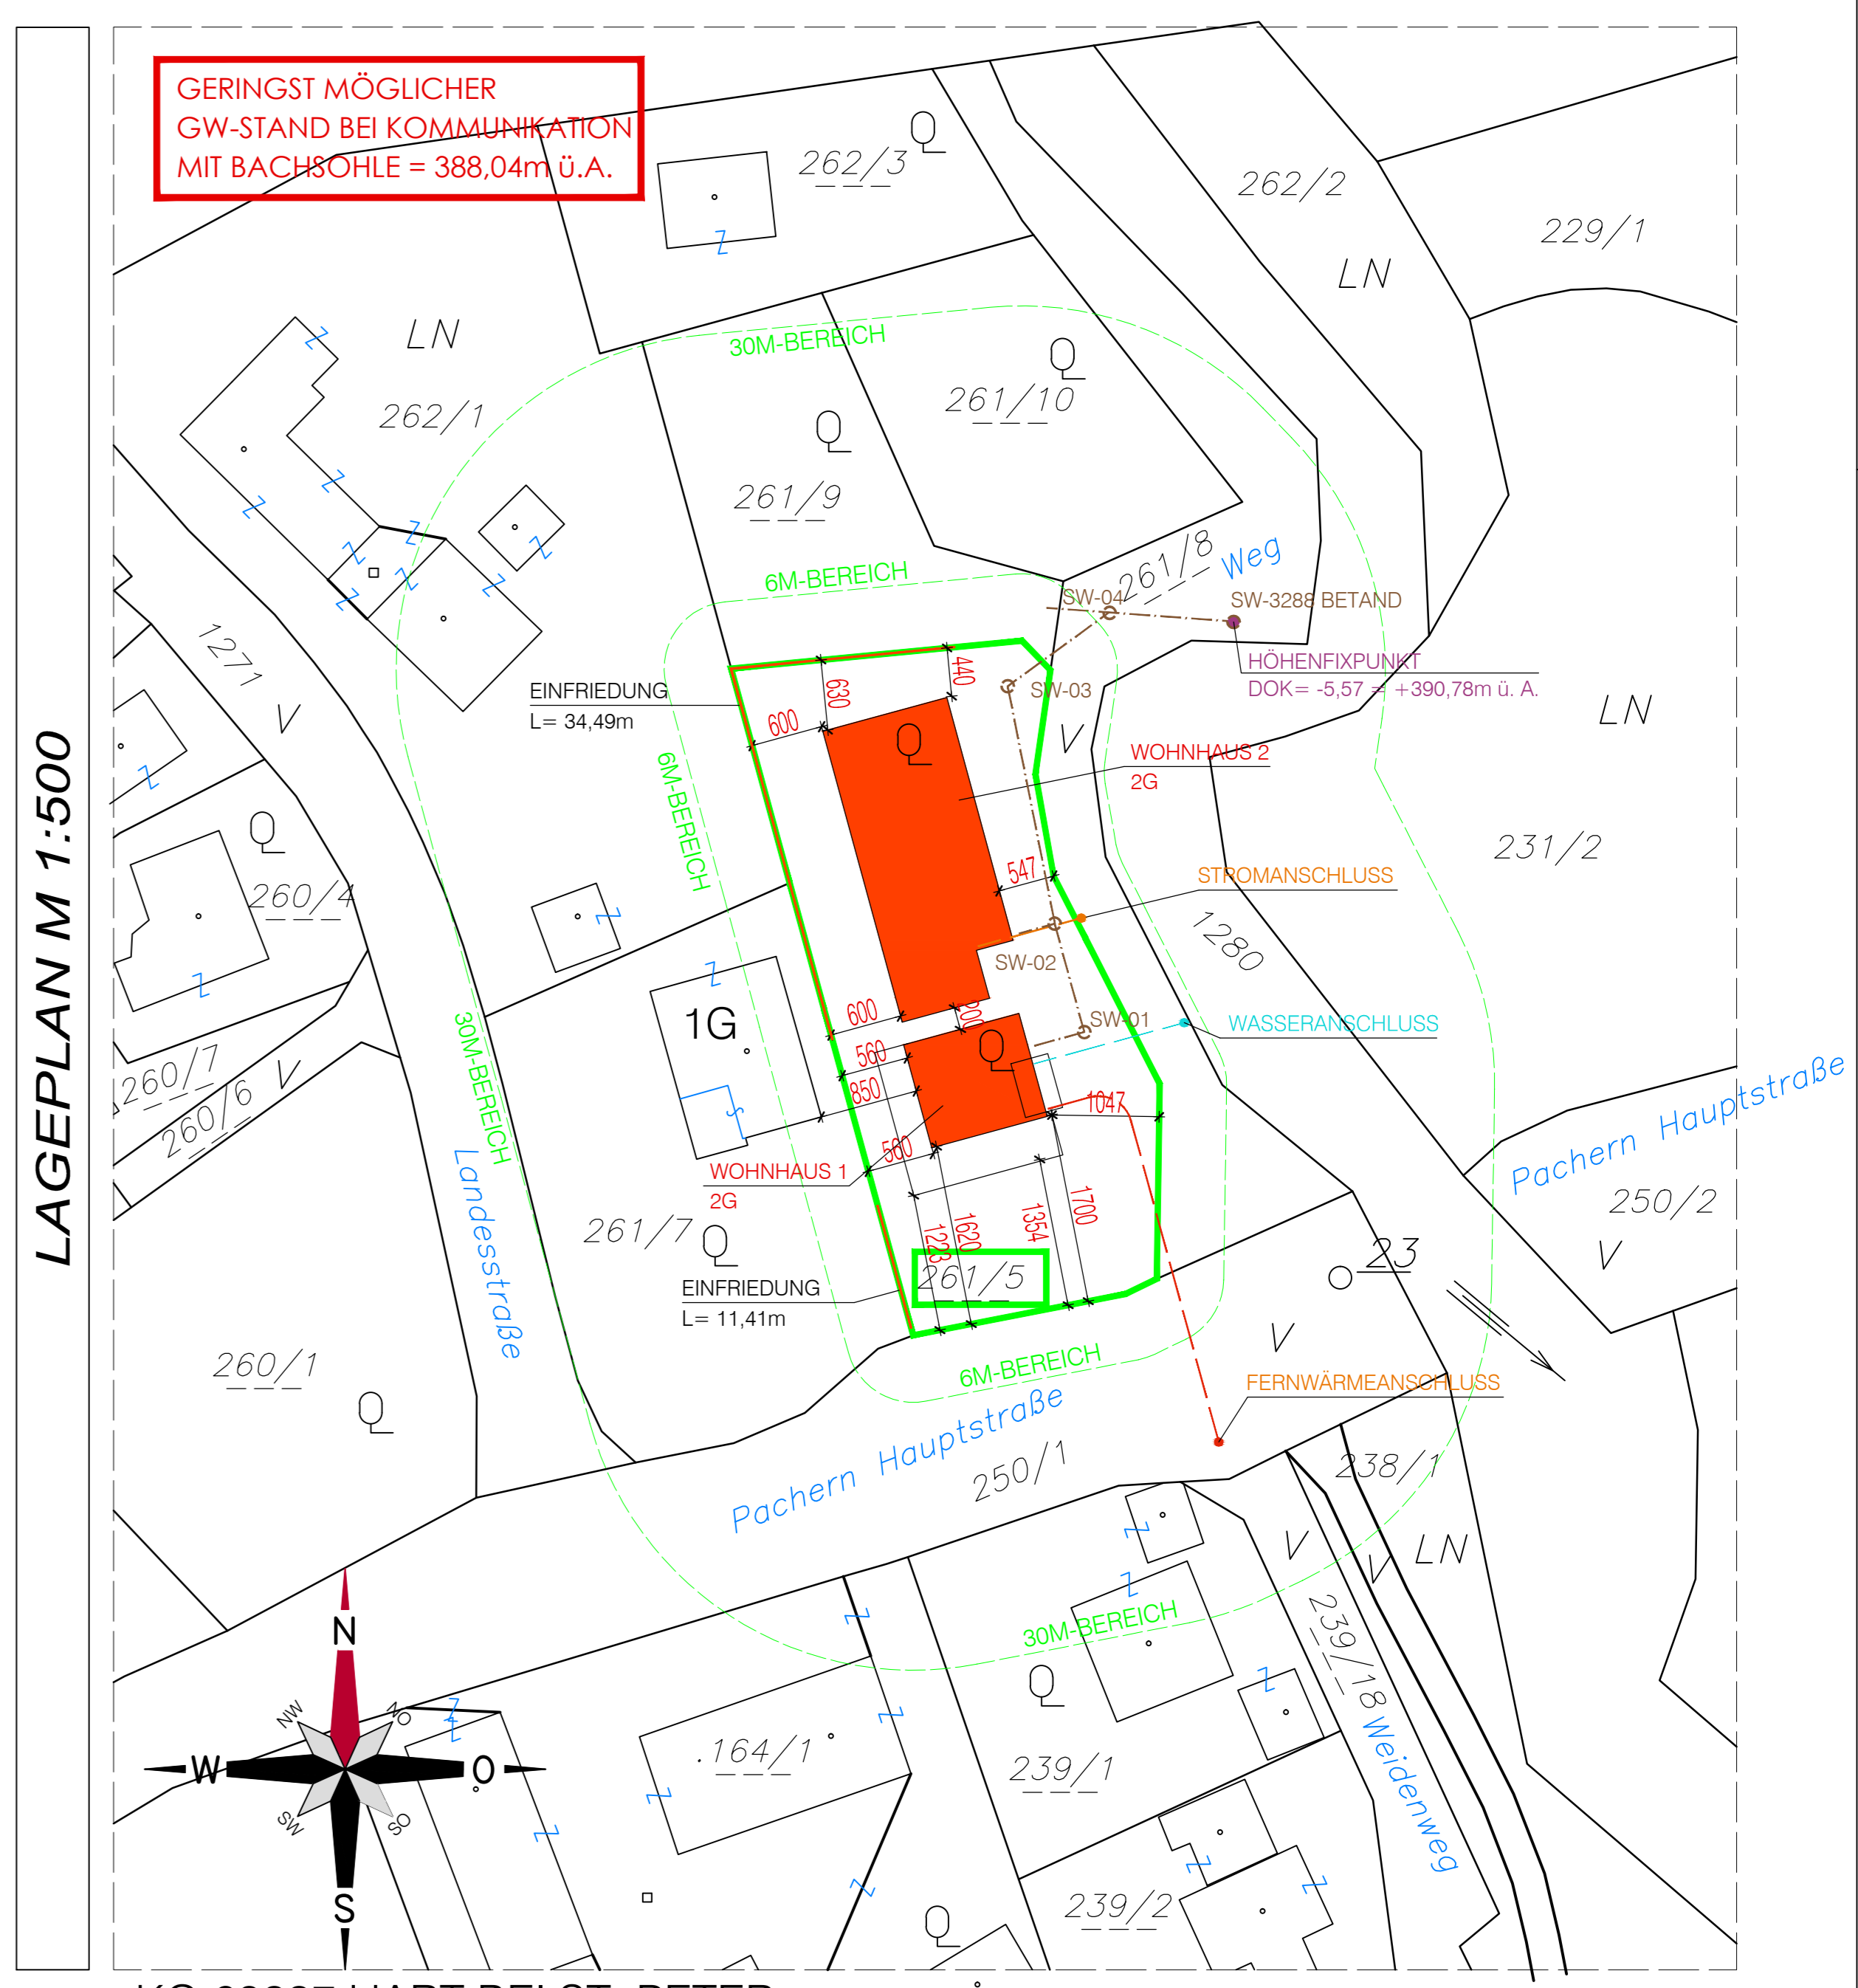 LAGEPLAN M 1:500
GERINGST MÖGLICHER
GW-STAND BEI KOMMUNIKATION
MIT BACHSOHLE = 388,04m ü.A.
262/3
262/2
229/1
LN
LN
30M-BEREICH
262/1
261/10
261/9
6M-BEREICH
261/8
Weg
SW-04
SW-3288 BETAND
1271
V
HÖHENFIXPUNKT
DOK= -5,57 = +390,78m ü. A.
EINFRIEDUNG
L= 34,49m
440
630
600
SW-03
V
LN
WOHNHAUS 2
2G
6M-BEREICH
231/2
547
STROMANSCHLUSS
260/4
1280
SW-02
1G
600
200
SW-01
WASSERANSCHLUSS
30M-BEREICH
560
850
1047
260/7
V
260/6
Pachern Hauptstraße
560
WOHNHAUS 1
2G
Landesstraße
250/2
261/7
1223
1620
1354
1700
V
23
261/5
EINFRIEDUNG
L= 11,41m
260/1
V
6M-BEREICH
FERNWÄRMEANSCHLUSS
Pachern Hauptstraße
250/1
238/1
V
V
LN
30M-BEREICH
239/18
Weidenweg
N
NW
NO
W
O
SW
SO
S
.164/1
239/1
239/2